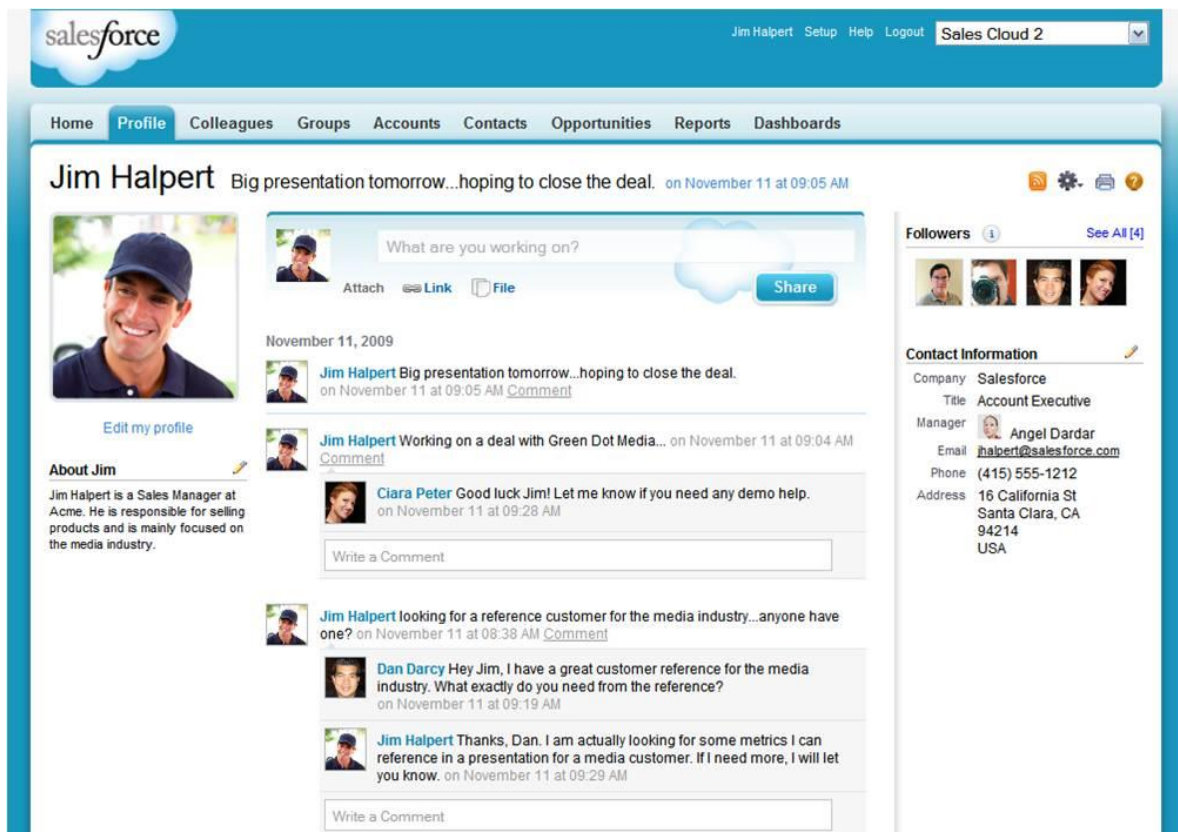 salesforce
Jim Halpert Setup Help Logout Sales Cloud 2
Home Profile Colleagues Groups Accounts Contacts Opportunities Reports Dashboards
Jim Halpert Big presentation tomorrow...hoping to close the deal. on November 11 at 09:05 AM
What are you working on?
Attach Link File Share
November 11, 2009
Jim Halpert Big presentation tomorrow...hoping to close the deal.
on November 11 at 09:05 AM Comment
Jim Halpert Working on a deal with Green Dot Media... on November 11 at 09:04 AM
Comment
Ciara Peter Good luck Jim! Let me know if you need any demo help.
on November 11 at 09:28 AM
Write a Comment
Jim Halpert looking for a reference customer for the media industry...anyone have
one? on November 11 at 08:38 AM Comment
Dan Darcy Hey Jim, I have a great customer reference for the media
industry. What exactly do you need from the reference?
on November 11 at 09:19 AM
Jim Halpert Thanks, Dan. I am actually looking for some metrics I can
reference in a presentation for a media customer. If I need more, I will let
you know. on November 11 at 09:29 AM
Write a Comment
Edit my profile
About Jim
Jim Halpert is a Sales Manager at
Acme. He is responsible for selling
products and is mainly focused on
the media industry.
Followers i See All [4]
Contact Information
Company Salesforce
Title Account Executive
Manager Angel Dardar
Email jhalpert@salesforce.com
Phone (415) 555-1212
Address 16 California St
Santa Clara, CA
94214
USA